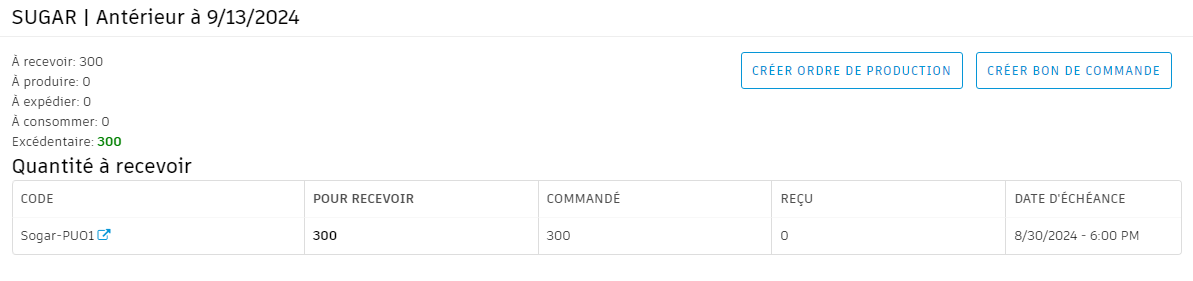 SUGAR | Antérieur à 9/13/2024
À recevoir: 300
À produire: 0
À expédier: 0
À consommer: 0
Excédentaire: 300
CRÉER ORDRE DE PRODUCTION
CRÉER BON DE COMMANDE
Quantité à recevoir
CODE POUR RECEVOIR COMMANDÉ REÇU DATE D'ÉCHÉANCE
Sogar-PU01 300 300 0 8/30/2024 - 6:00 PM